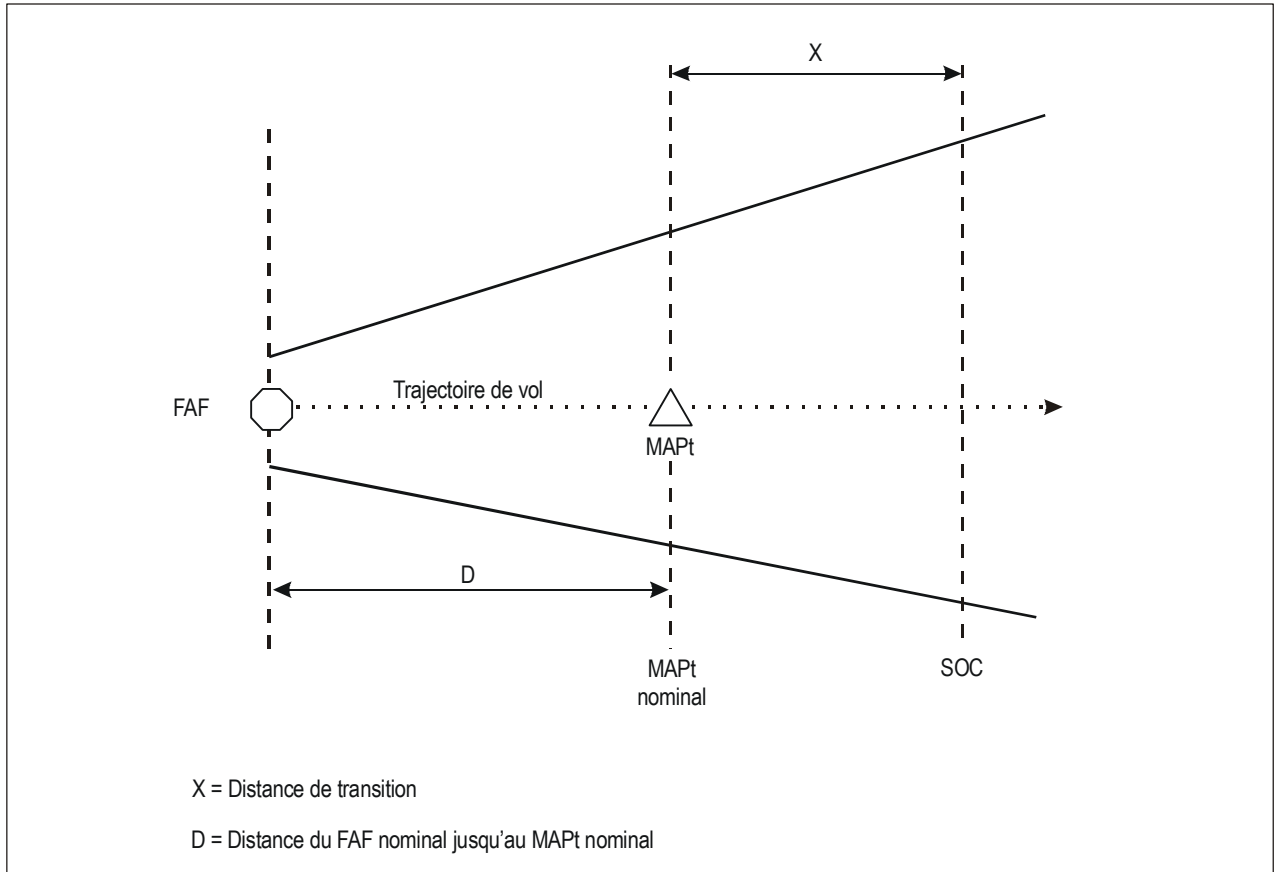 X
Trajectoire de vol
FAF
MAPt
D
MAPt
nominal
SOC
X = Distance de transition
D = Distance du FAF nominal jusqu'au MAPt nominal